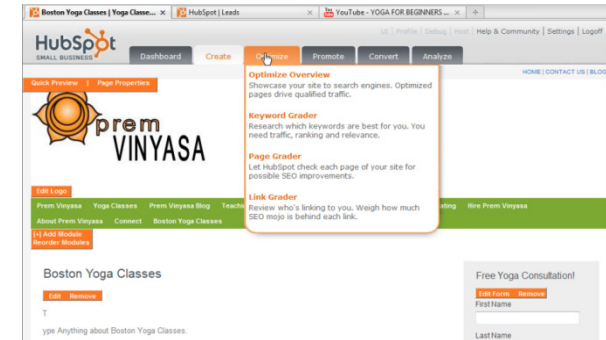 Boston Yoga Classes | Yoga Classe... ×
HubSpot | Leads ×
YouTube - YOGA FOR BEGINNERS ... ×
+
HubSpot
SMALL BUSINESS
UI | Profile | Debug | Host | Help & Community | Settings | Logoff
Dashboard Create Optimize Promote Convert Analyze
HOME | CONTACT US | BLOG
Quick Preview | Page Properties
Optimize Overview
Showcase your site to search engines. Optimized
pages drive qualified traffic.
Keyword Grader
Research which keywords are best for you. You
need traffic, ranking and relevance.
Page Grader
Let HubSpot check each page of your site for
possible SEO improvements.
Link Grader
Review who's linking to you. Weigh how much
SEO mojo is behind each link.
prem
VINYASA
Edit Logo
Prem Vinyasa Yoga Classes Prem Vinyasa Blog Hire Prem Vinyasa
About Prem Vinyasa Connect Boston Yoga Classes
[+] Add Module
Reorder Modules
Boston Yoga Classes
Edit Remove
T
ype Anything about Boston Yoga Classes.
Free Yoga Consultation!
Edit Form Remove
First Name
Last Name